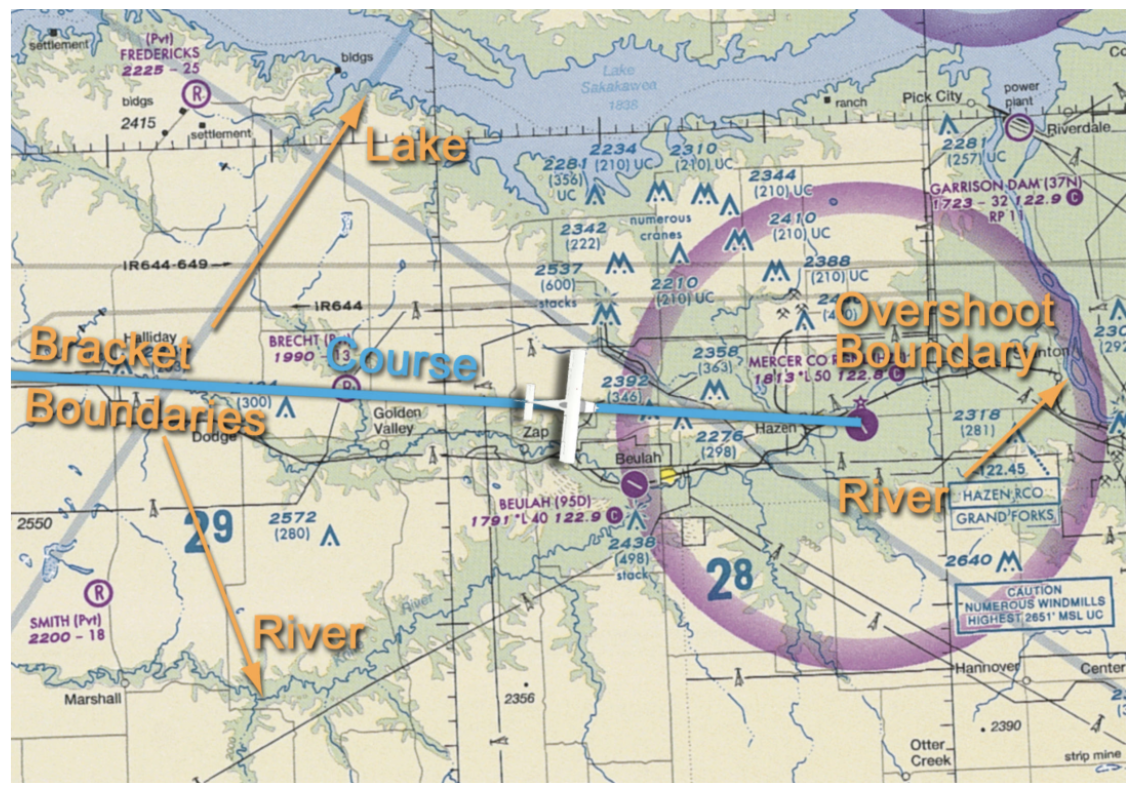 (Pvt)
FREDERICKS
2225 - 25
R
settlement
bldgs
2415
settlement
bldgs
Lake
Sakakawea
1838
ranch
Pick City
power
plant
Riverdale
2281
(257) UC
GARRISON DAM (37N)
1723 - 32 122.9 C
RP 11
Lake
2234
(210) UC
2310
(210) UC
2281
(356)
UC
2344
(210) UC
numerous
cranes
2410
(210) UC
2342
(222)
2388
(210) UC
2537
(600)
stacks
2210
(210) UC
IR644-649
IR644
Halliday
BRECHT
1990
13
Bracket
Boundaries
Course
Overshoot
Boundary
MERCER CO
1813 *L 50 122.8 C
2358
(363)
2392
(346)
(300)
Dodge
Golden
Valley
Zap
Beulah
2276
(298)
Hazen
2318
(281)
122.45
HAZEN RCO
GRAND FORKS
River
BEULAH (95D)
1791 *L 40 122.9 C
2438
(498)
stack
2550
29
2572
(280)
28
2640
CAUTION
NUMEROUS WINDMILLS
HIGHEST 2651' MSL UC
SMITH (Pvt)
2200 - 18
R
River
River
Marshall
2356
Hannover
Center
2390
Otter
Creek
strip mine